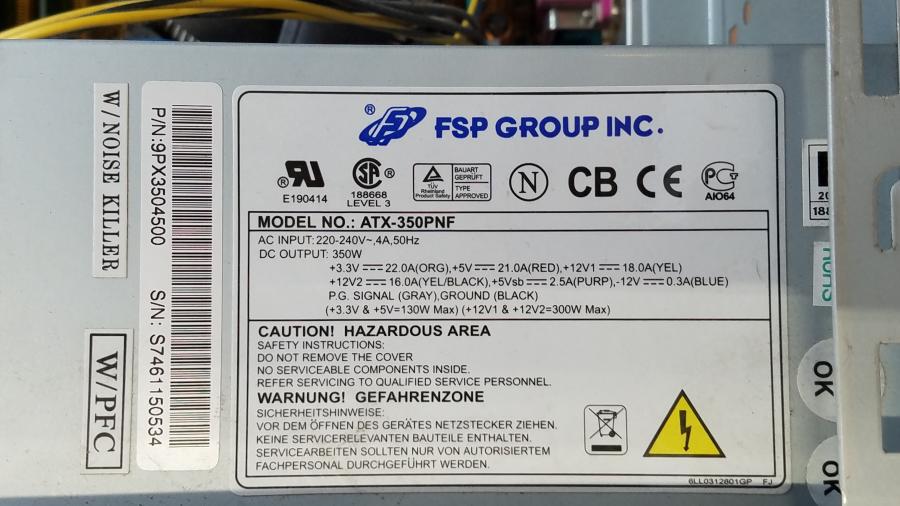 W/NOISE KILLER
W/PFC
P/N:9PX3504500
S/N: S7461150534
® FSP GROUP INC.
® RU
E190414
SA ®
188668
LEVEL 3
TÜV
Rheinland
Product Safety
BAUART
GEPRÜFT
TYPE
APPROVED
N
CB
CE
PCT
AIO64
MODEL NO.: ATX-350PNF
AC INPUT: 220-240V~,4A,50Hz
DC OUTPUT: 350W
+3.3V ⎓ 22.0A(ORG),+5V ⎓ 21.0A(RED),+12V1 ⎓ 18.0A(YEL)
+12V2 ⎓ 16.0A(YEL/BLACK),+5Vsb ⎓ 2.5A(PURP),-12V ⎓ 0.3A(BLUE)
P.G. SIGNAL (GRAY),GROUND (BLACK)
(+3.3V & +5V=130W Max) (+12V1 & +12V2=300W Max)
CAUTION! HAZARDOUS AREA
SAFETY INSTRUCTIONS:
DO NOT REMOVE THE COVER
NO SERVICEABLE COMPONENTS INSIDE.
REFER SERVICING TO QUALIFIED SERVICE PERSONNEL.
WARNUNG! GEFAHRENZONE
SICHERHEITSHINWEISE:
VOR DEM ÖFFNEN DES GERÄTES NETZSTECKER ZIEHEN.
KEINE SERVICERELEVANTEN BAUTEILE ENTHALTEN.
SERVICEARBEITEN SOLLTEN NUR VON AUTORISIERTEM
FACHPERSONAL DURCHGEFÜHRT WERDEN.
6LL0312801GP FJ
RoHS
OK
OK